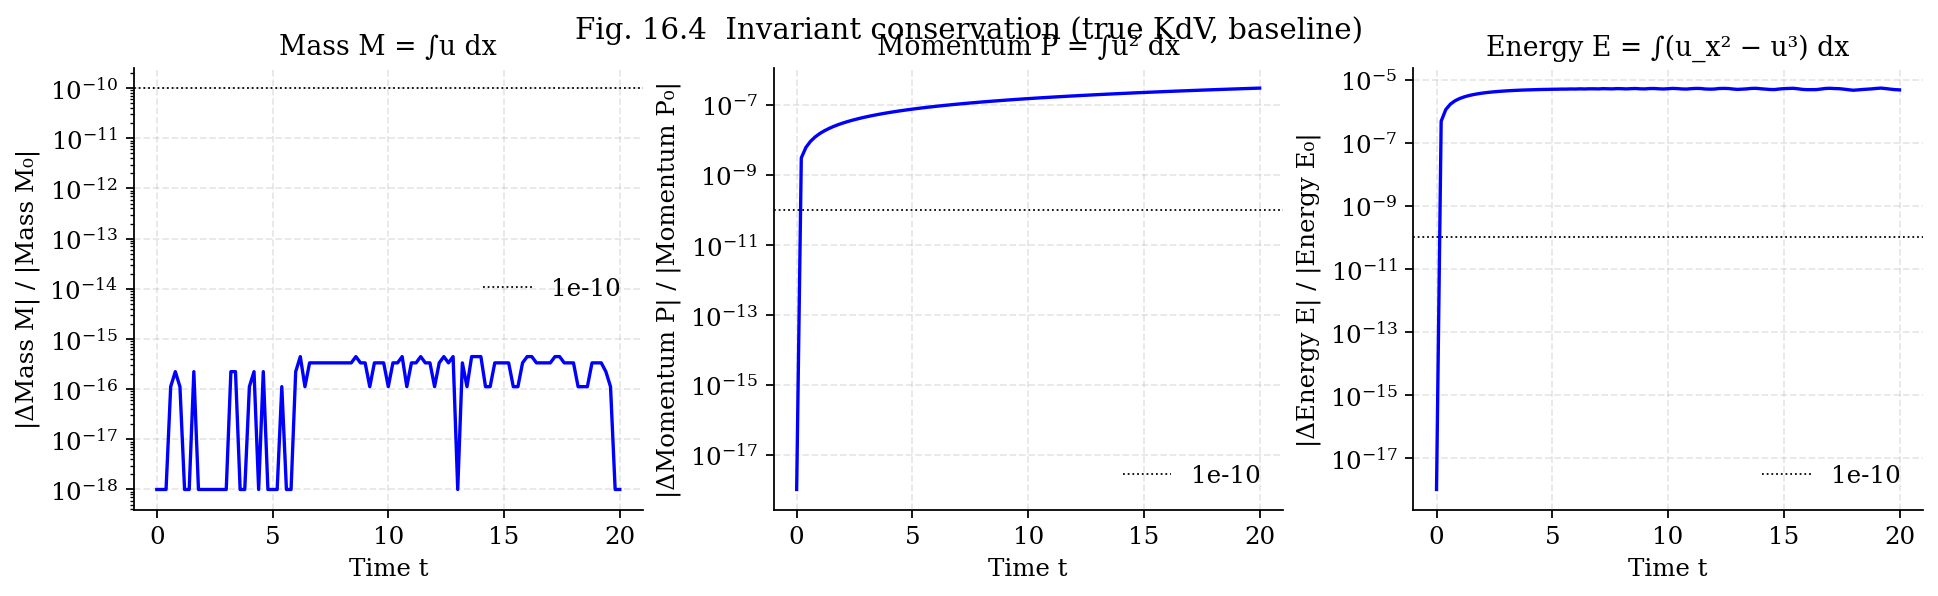 Fig. 16.4  Invariant conservation (true KdV, baseline)
Mass M = ∫u dx
|ΔMass M| / |Mass M₀|
10⁻¹⁰
10⁻¹¹
10⁻¹²
10⁻¹³
10⁻¹⁴
10⁻¹⁵
10⁻¹⁶
10⁻¹⁷
10⁻¹⁸
1e-10
0 5 10 15 20
Time t
Momentum P = ∫u² dx
|ΔMomentum P| / |Momentum P₀|
10⁻⁷
10⁻⁹
10⁻¹¹
10⁻¹³
10⁻¹⁵
10⁻¹⁷
1e-10
0 5 10 15 20
Time t
Energy E = ∫(u_x² − u³) dx
|ΔEnergy E| / |Energy E₀|
10⁻⁵
10⁻⁷
10⁻⁹
10⁻¹¹
10⁻¹³
10⁻¹⁵
10⁻¹⁷
1e-10
0 5 10 15 20
Time t